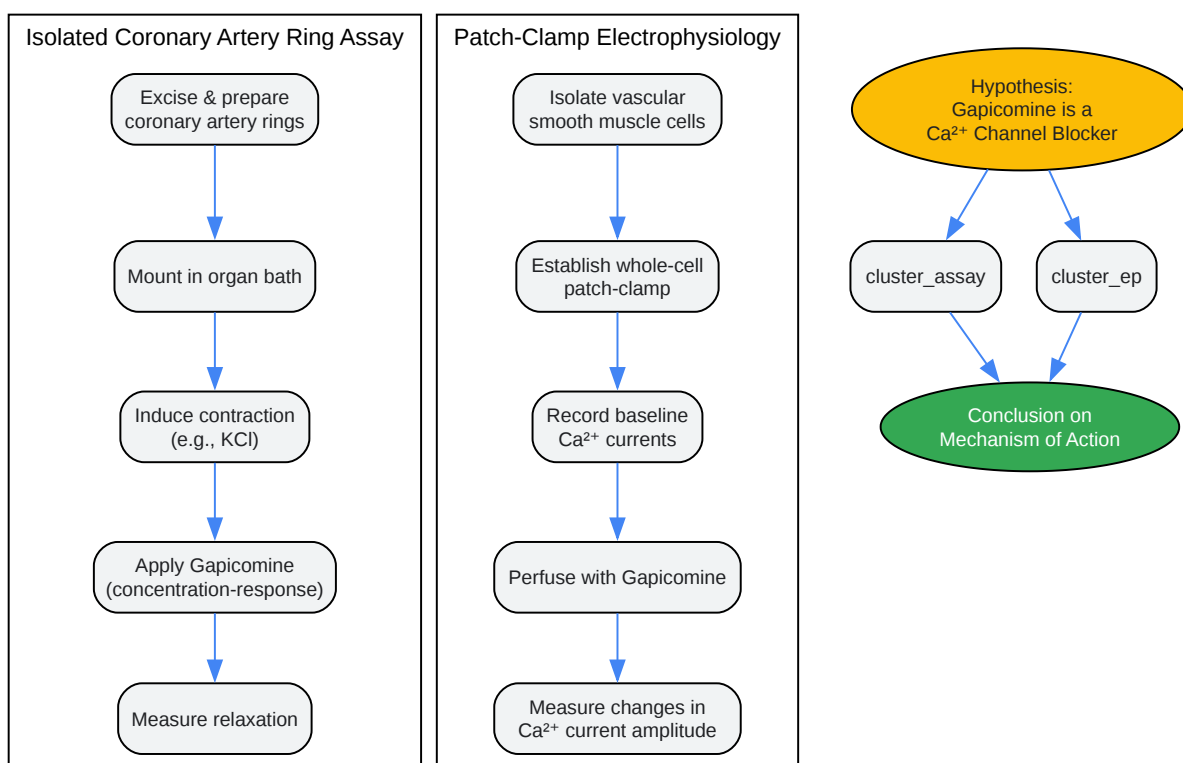 Isolated Coronary Artery Ring Assay
Excise & prepare
coronary artery rings
Mount in organ bath
Induce contraction
(e.g., KCl)
Apply Gapicomine
(concentration-response)
Measure relaxation
Patch-Clamp Electrophysiology
Isolate vascular
smooth muscle cells
Establish whole-cell
patch-clamp
Record baseline
Ca²⁺ currents
Perfuse with Gapicomine
Measure changes in
Ca²⁺ current amplitude
Hypothesis:
Gapicomine is a
Ca²⁺ Channel Blocker
cluster_assay
cluster_ep
Conclusion on
Mechanism of Action